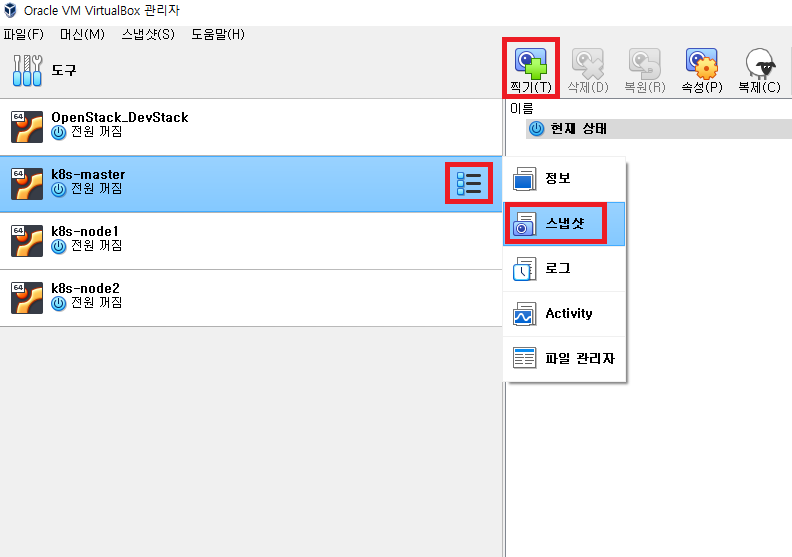 Oracle VM VirtualBox 관리자
파일(F) 머신(M) 스냅샷(S) 도움말(H)
도구
찍기(T) 삭제(D) 복원(R) 속성(P) 복제(C)
이름
현재 상태
64
OpenStack_DevStack
전원 꺼짐
64
k8s-master
전원 꺼짐
64
k8s-node1
전원 꺼짐
64
k8s-node2
전원 꺼짐
정보
스냅샷
로그
Activity
파일 관리자